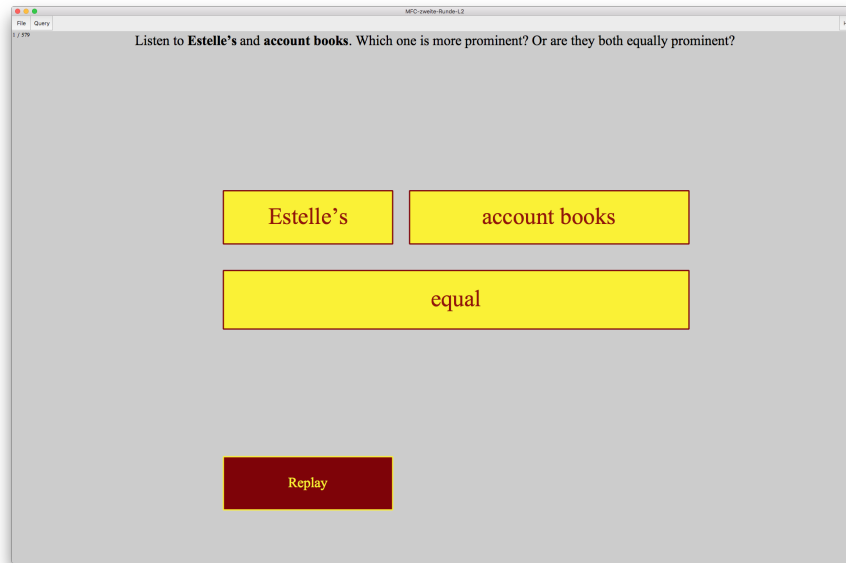 MFC-zweite-Runde-L2
File Query
1 / 579
Listen to Estelle’s and account books. Which one is more prominent? Or are they both equally prominent?
Estelle’s account books
equal
Replay